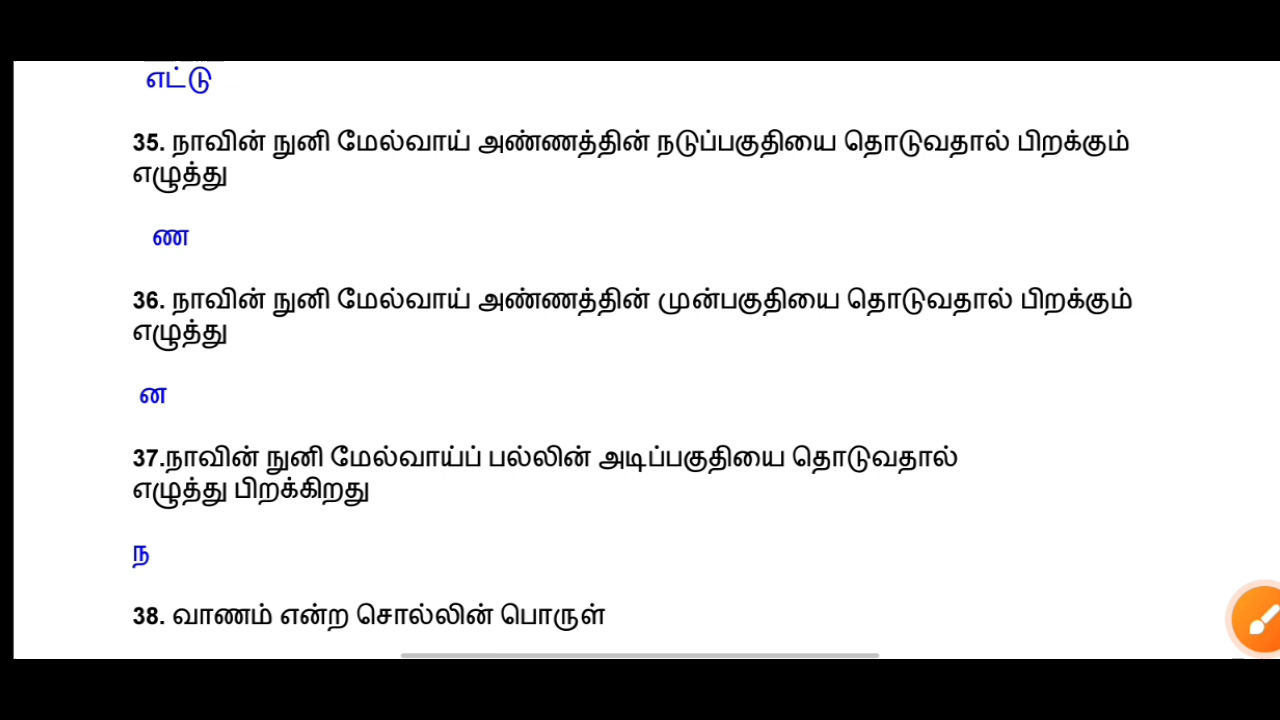 எட்டு
35. நாவின் நுனி மேல்வாய் அண்ணத்தின் நடுப்பகுதியை தொடுவதால் பிறக்கும்
எழுத்து
ண
36. நாவின் நுனி மேல்வாய் அண்ணத்தின் முன்பகுதியை தொடுவதால் பிறக்கும்
எழுத்து
ன
37.நாவின் நுனி மேல்வாய்ப் பல்லின் அடிப்பகுதியை தொடுவதால்
எழுத்து பிறக்கிறது
ந
38. வாணம் என்ற சொல்லின் பொருள்